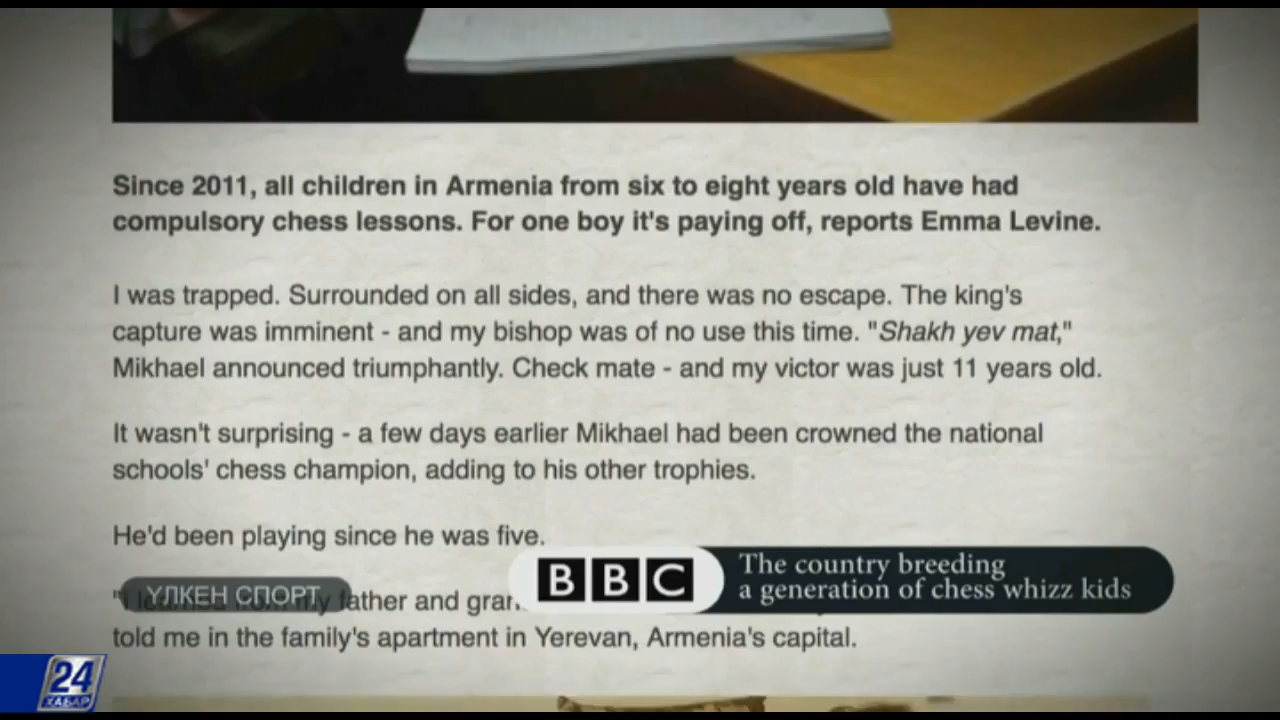 Since 2011, all children in Armenia from six to eight years old have had
compulsory chess lessons. For one boy it's paying off, reports Emma Levine.
I was trapped. Surrounded on all sides, and there was no escape. The king's
capture was imminent - and my bishop was of no use this time. "Shakh yev mat,"
Mikhael announced triumphantly. Check mate - and my victor was just 11 years old.
It wasn't surprising - a few days earlier Mikhael had been crowned the national
schools' chess champion, adding to his other trophies.
He'd been playing since he was five.
BBC
The country breeding
a generation of chess whizz kids
ҮЛКЕН СПОРТ
father and
told me in the family's apartment in Yerevan, Armenia's capital.
24
ХАБАР